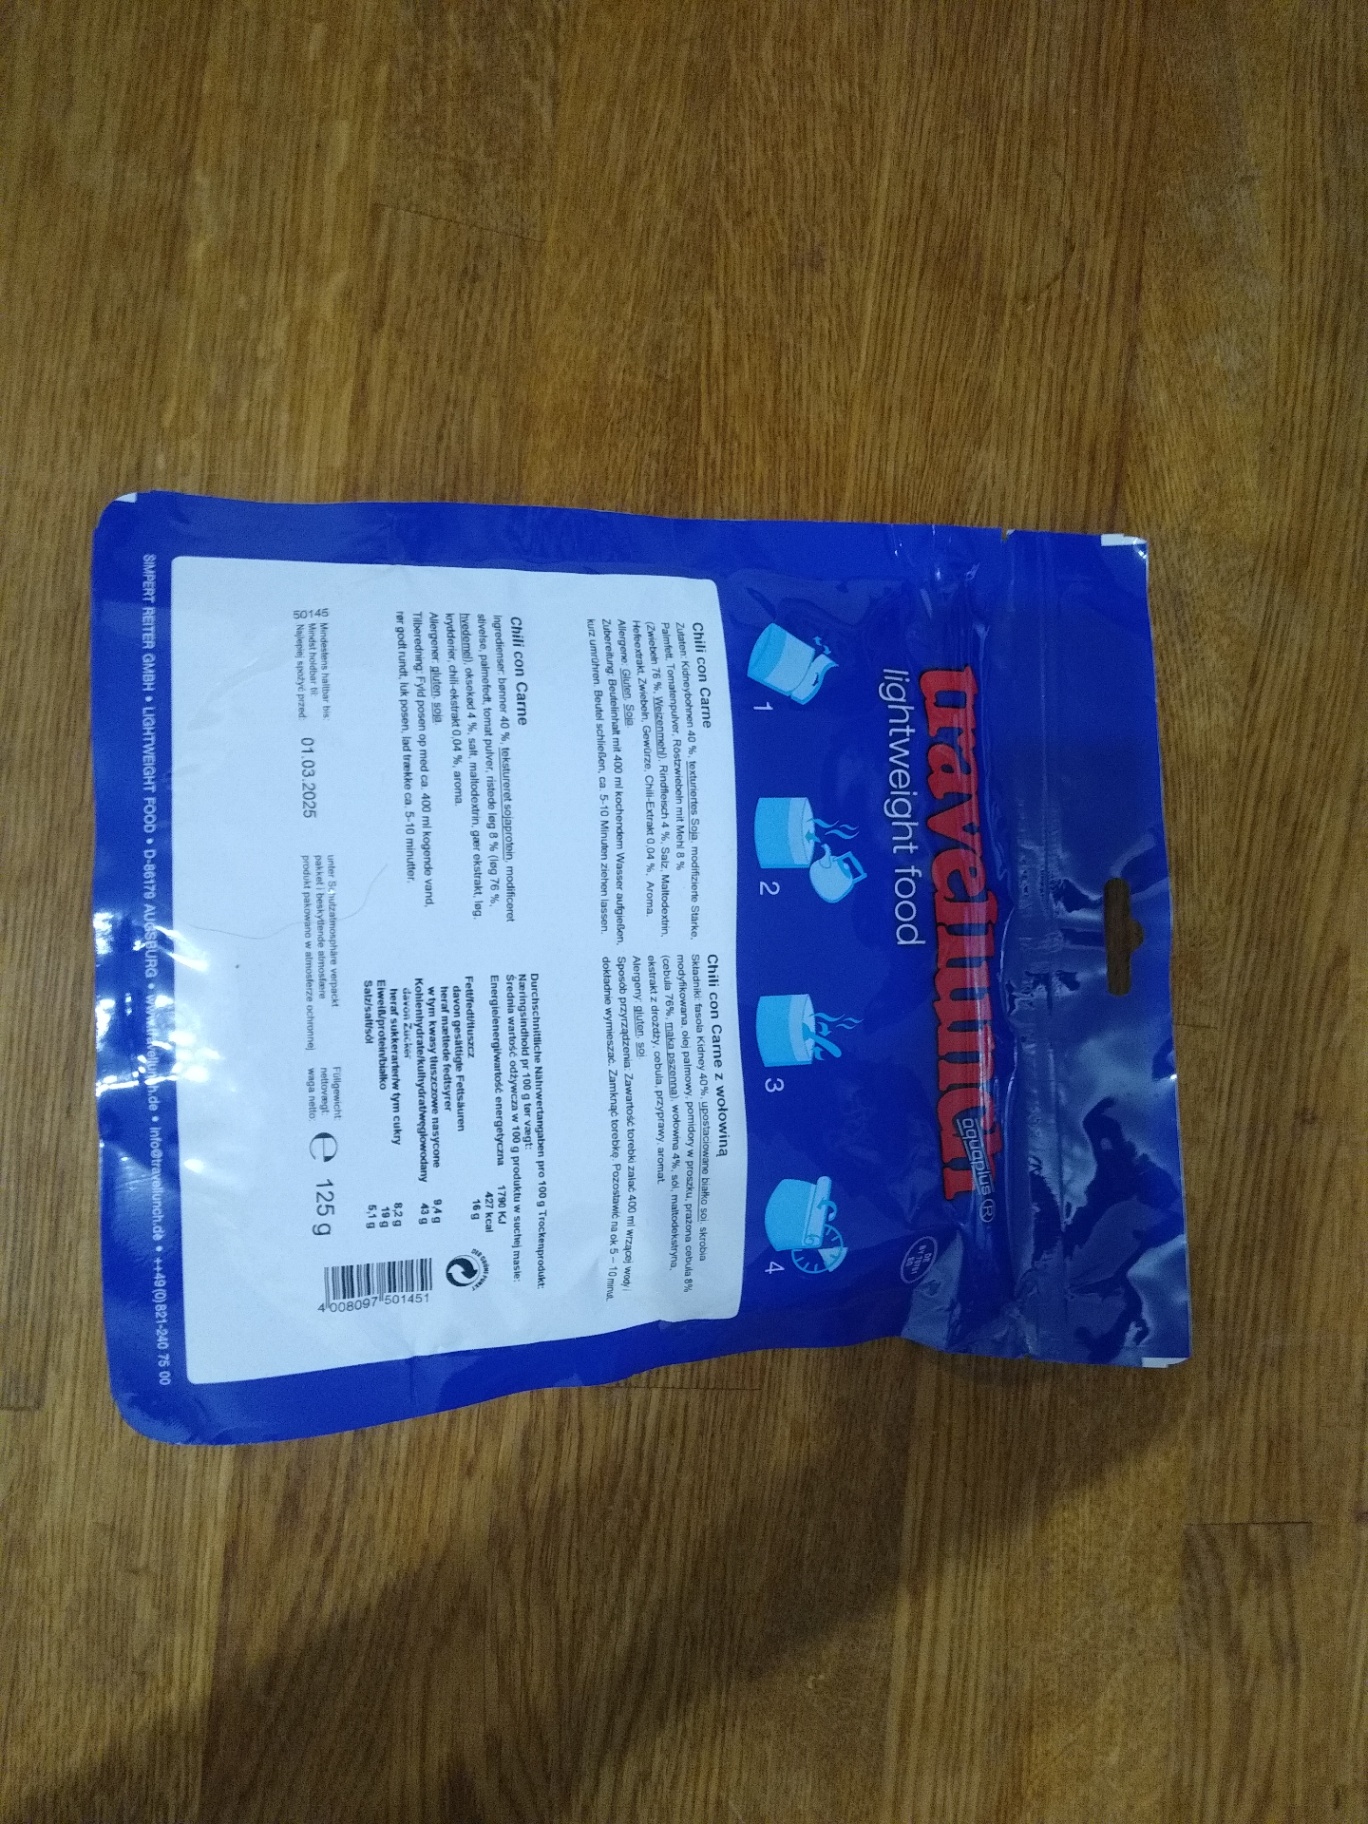 travellunch
aquaplus ®
lightweight food
DE
BY 70101
EG
1
2
3
4
Chili con Carne
Zutaten: Kidneybohnen 40 %, texturiertes Soja, modifizierte Stärke,
Palmfett, Tomatenpulver, Röstzwiebeln mit Mehl 8 %
(Zwiebeln 76 %, Weizenmehl), Rindfleisch 4 %, Salz, Maltodextrin,
Hefeextrakt, Zwiebeln, Gewürze, Chili-Extrakt 0,04 %, Aroma.
Allergene: Gluten, Soja
Zubereitung: Beutelinhalt mit 400 ml kochendem Wasser aufgießen,
kurz umrühren. Beutel schließen, ca. 5-10 Minuten ziehen lassen.
Chili con Carne z wołowiną
Składniki: fasola Kidney 40%, upostaciowane białko soi, skrobia
modyfikowana, olej palmowy, pomidory w proszku, prażona cebula 8%
(cebula 76%, mąka pszenna), wołowina 4%, sól, maltodekstryna,
ekstrakt z drożdży, cebula, przyprawy, aromat.
Alergeny: gluten, soi
Sposób przyrządzenia: Zawartość torebki zalać 400 ml wrzącej wody i
dokładnie wymieszać. Zamknąć torebkę. Pozostawić na ok 5 – 10 minut.
Chili con Carne
Ingredienser: bønner 40 %, tekstureret sojaprotein, modificeret
stivelse, palmefedt, tomat pulver, ristede løg 8 % (løg 76 %,
hvedemel), oksekød 4 %, salt, maltodextrin, gær ekstrakt, løg,
krydderier, chili-ekstrakt 0,04 %, aroma.
Allergener: gluten, soja
Tilberedning: Fyld posen op med ca. 400 ml kogende vand,
rør godt rundt, luk posen, lad trække ca. 5-10 minutter.
Durchschnittliche Nährwertangaben pro 100 g Trockenprodukt:
Næringsindhold pr 100 g tør vægt:
Średnia wartość odżywcza w 100 g produktu w suchej masie:
Energie/energi/wartość energetyczna 1790 KJ
427 kcal
Fett/fedt/tłuszcz 16 g
davon gesättigte Fettsäuren
heraf mættede fedtsyrer
w tym kwasy tłuszczowe nasycone 9,4 g
Kohlenhydrate/kulhydrat/węglowodany 43 g
davon Zucker
heraf sukkerarter/w tym cukry 8,2 g
Eiweiß/protein/białko 19 g
Salz/salt/sól 5,1 g
Mindestens haltbar bis:
Mindst holdbar til:
Najlepiej spożyć przed:
01.03.2025
unter Schutzatmosphäre verpackt
pakket i beskyttende atmosfære
produkt pakowano w atmosferze ochronnej
Füllgewicht:
nettovægt:
waga netto:
℮ 125 g
4 008097 501451
SIMPERT REITER GMBH • LIGHTWEIGHT FOOD • D-86179 AUGSBURG • www.travellunch.de • info@travellunch.de • ++49(0)821-240 75 00